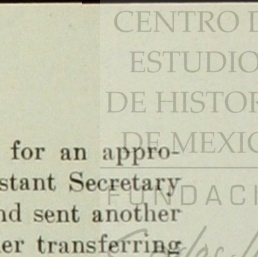 CENTRO D
ESTUDIO
DE HISTOR
DE MEXIC
for an appro-
stant Secretary
FUNDACI
nd sent another
er transferring